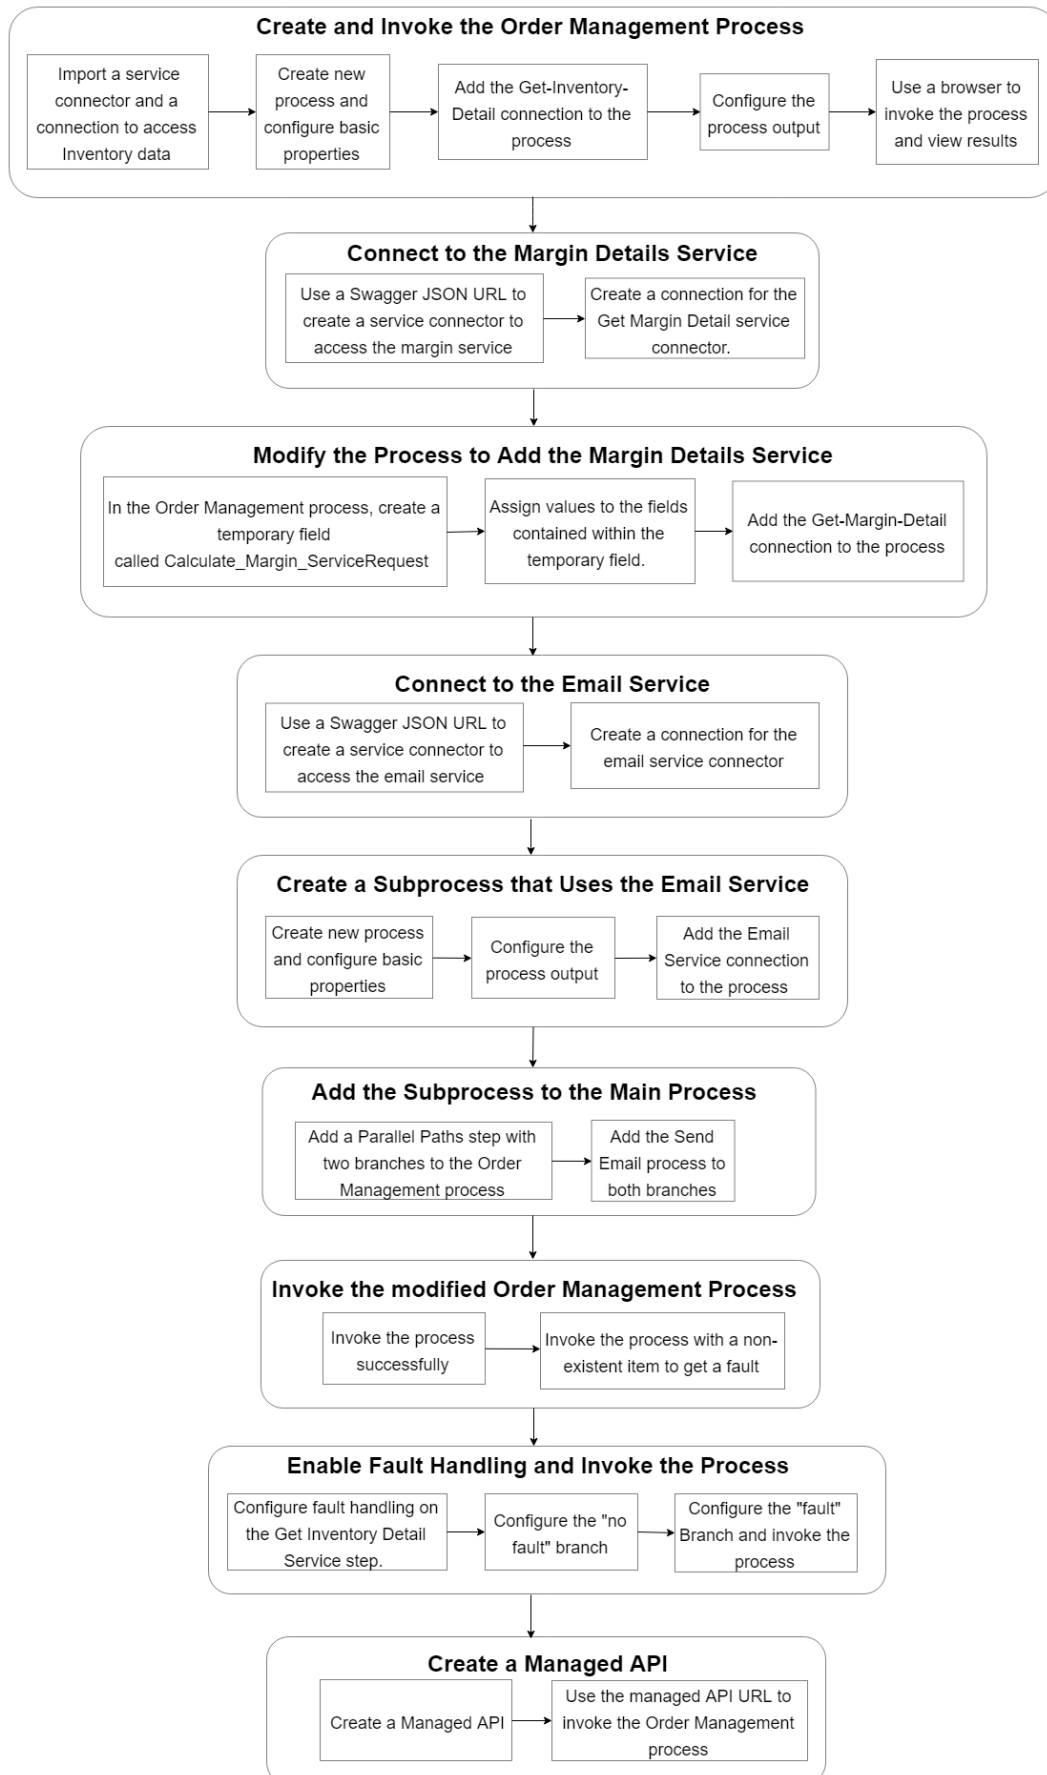 Create and Invoke the Order Management Process
Import a service
connector and a
connection to access
Inventory data
Create new
process and
configure basic
properties
Add the Get-Inventory-
Detail connection to the
process
Configure the
process output
Use a browser to
invoke the process
and view results
Connect to the Margin Details Service
Use a Swagger JSON URL to
create a service connector to
access the margin service
Create a connection for the
Get Margin Detail service
connector.
Modify the Process to Add the Margin Details Service
In the Order Management process, create a
temporary field
called Calculate_Margin_ServiceRequest
Assign values to the fields
contained within the
temporary field.
Add the Get-Margin-Detail
connection to the process
Connect to the Email Service
Use a Swagger JSON URL to
create a service connector to
access the email service
Create a connection for the
email service connector
Create a Subprocess that Uses the Email Service
Create new process
and configure basic
properties
Configure the
process output
Add the Email
Service connection
to the process
Add the Subprocess to the Main Process
Add a Parallel Paths step with
two branches to the Order
Management process
Add the Send
Email process to
both branches
Invoke the modified Order Management Process
Invoke the process
successfully
Invoke the process with a non-
existent item to get a fault
Enable Fault Handling and Invoke the Process
Configure fault handling on
the Get Inventory Detail
Service step.
Configure the "no
fault" branch
Configure the "fault"
Branch and invoke the
process
Create a Managed API
Create a Managed API
Use the managed API URL to
invoke the Order Management
process